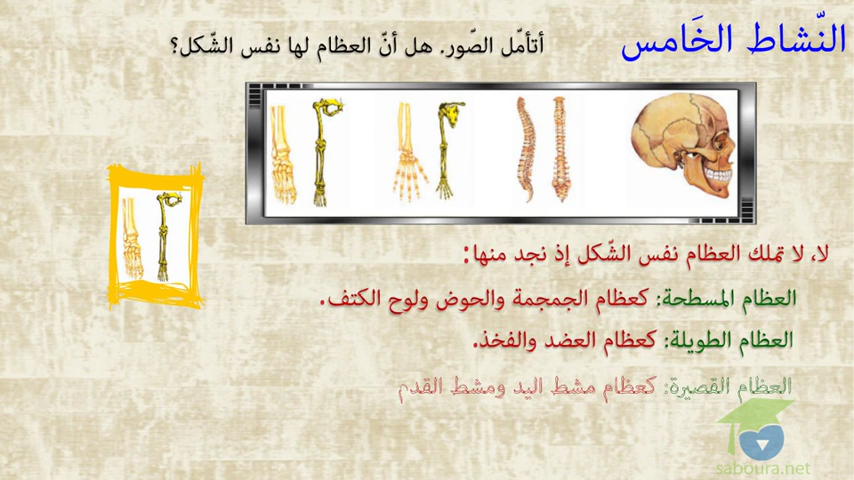 النّشاط الخَامس
أتأمّل الصّور. هل أنّ العظام لها نفس الشّكل؟
لا، لا تملك العظام نفس الشّكل إذ نجد منها:
العظام المسطحة: كعظام الجمجمة والحوض ولوح الكتف.
العظام الطويلة: كعظام العضد والفخذ.
العظام القصيرة: كعظام مشط اليد ومشط القدم
saboura.net